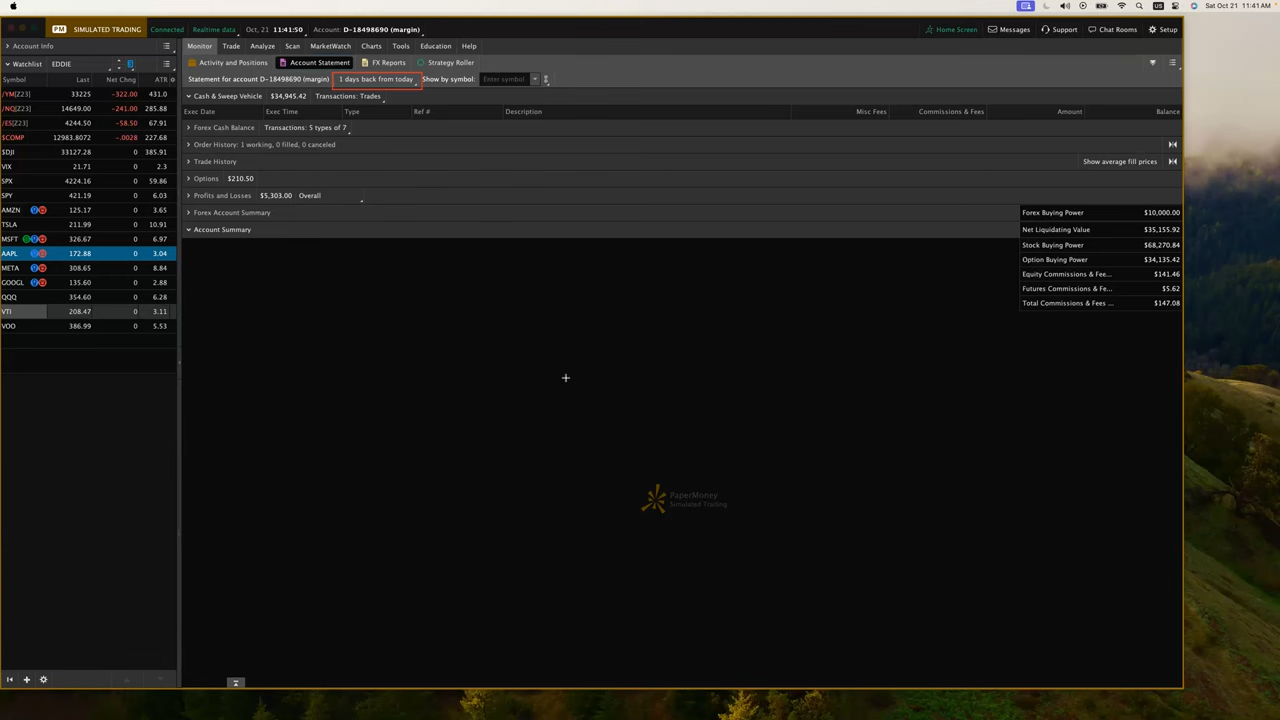 Sat Oct 21 11:41 AM
US
PM SIMULATED TRADING Connected Realtime data Oct, 21 11:41:50 Account: D-18498690 (margin) Home Screen Messages Support Chat Rooms Setup
Account Info
Monitor Trade Analyze Scan MarketWatch Charts Tools Education Help
Watchlist EDDIE
Activity and Positions Account Statement FX Reports Strategy Roller
Symbol Last Net Chng ATR
Statement for account D-18498690 (margin) 1 days back from today Show by symbol: Enter symbol
/YM[Z23] 33225 -322.00 431.0
Cash & Sweep Vehicle $34,945.42 Transactions: Trades
/NQ[Z23] 14649.00 -241.00 285.88
Exec Date Exec Time Type Ref # Description Misc Fees Commissions & Fees Amount Balance
/ES[Z23] 4244.50 -58.50 67.91
Forex Cash Balance Transactions: 5 types of 7
$COMP 12983.8072 -.0028 227.68
Order History: 1 working, 0 filled, 0 canceled
$DJI 33127.28 0 385.91
Trade History Show average fill prices
VIX 21.71 0 2.3
Options $210.50
SPX 4224.16 0 59.86
Profits and Losses $5,303.00 Overall
SPY 421.19 0 6.03
AMZN 125.17 0 3.65
Forex Account Summary Forex Buying Power $10,000.00
TSLA 211.99 0 10.91
Account Summary Net Liquidating Value $35,155.92
MSFT 326.67 0 6.97
Stock Buying Power $68,270.84
AAPL 172.88 0 3.04
Option Buying Power $34,135.42
META 308.65 0 8.84
Equity Commissions & Fee... $141.46
GOOGL 135.60 0 2.88
Futures Commissions & Fe... $5.62
QQQ 354.60 0 6.28
Total Commissions & Fees ... $147.08
VTI 208.47 0 3.11
VOO 386.99 0 5.53
PaperMoney
Simulated Trading